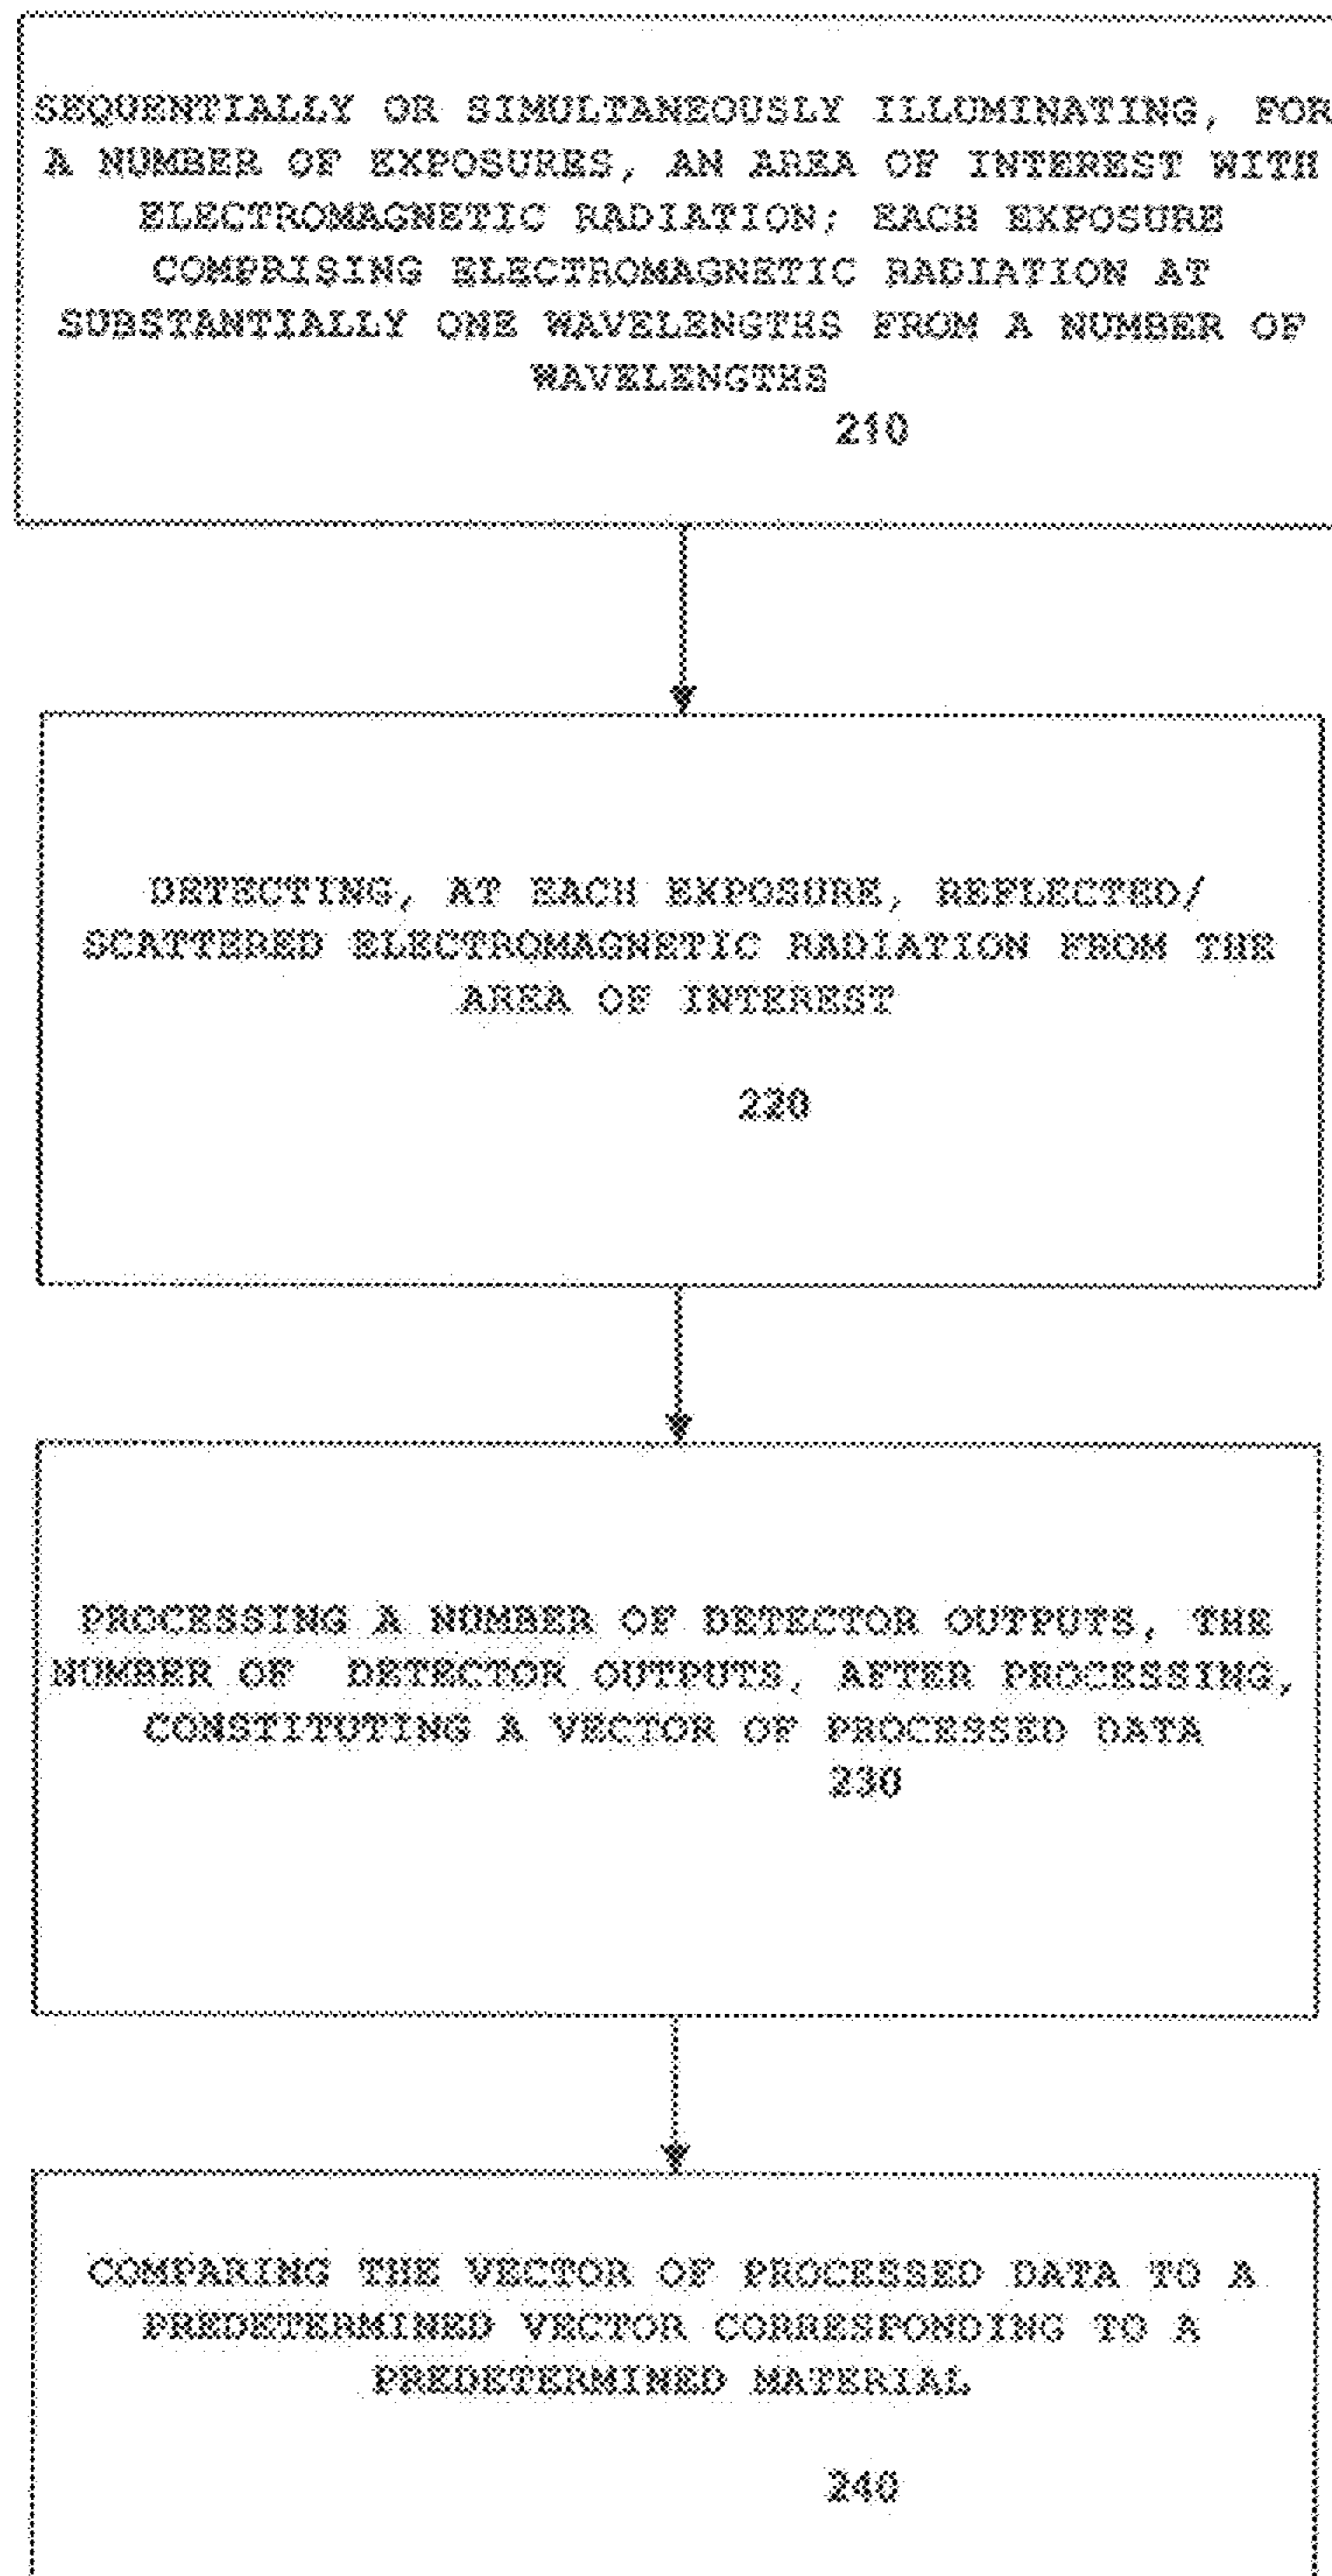 SEQUENTIALLY OR SIMULTANEOUSLY ILLUMINATING, FOR
A NUMBER OF EXPOSURES, AN AREA OF INTEREST WITH
ELECTROMAGNETIC RADIATION; EACH EXPOSURE
COMPRISING ELECTROMAGNETIC RADIATION AT
SUBSTANTIALLY ONE WAVELENGTHS FROM A NUMBER OF
WAVELENGTHS
210
DETECTING, AT EACH EXPOSURE, REFLECTED/
SCATTERED ELECTROMAGNETIC RADIATION FROM THE
AREA OF INTEREST
220
PROCESSING A NUMBER OF DETECTOR OUTPUTS, THE
NUMBER OF DETECTOR OUTPUTS, AFTER PROCESSING,
CONSTITUTING A VECTOR OF PROCESSED DATA
230
COMPARING THE VECTOR OF PROCESSED DATA TO A
PREDETERMINED VECTOR CORRESPONDING TO A
PREDETERMINED MATERIAL
240